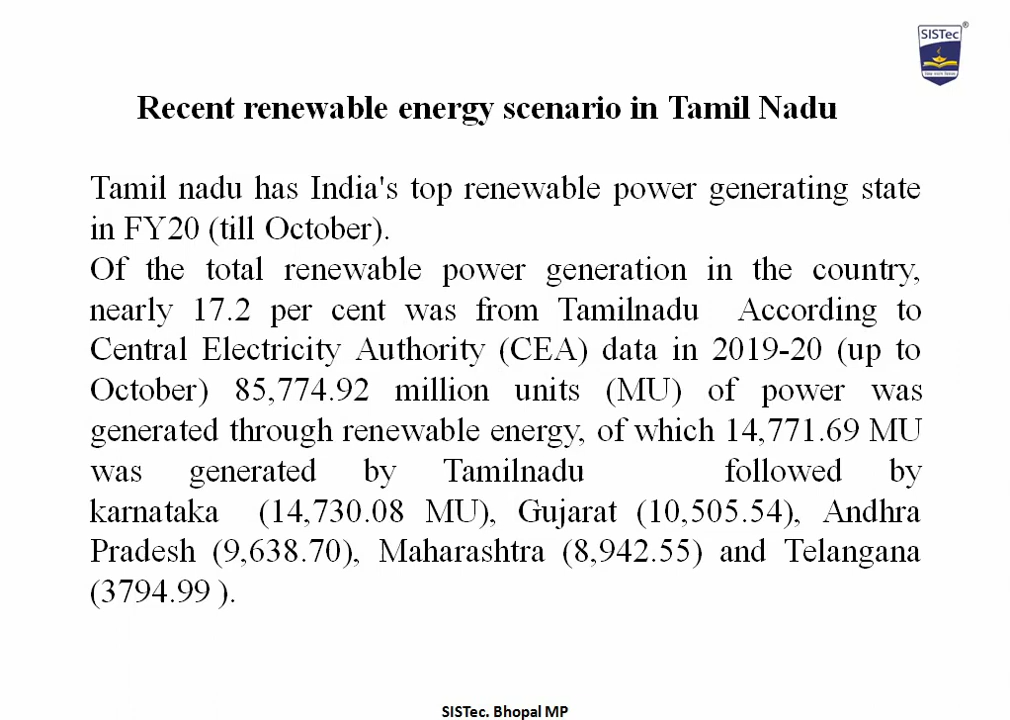 SISTec
®
Recent renewable energy scenario in Tamil Nadu
Tamil nadu has India's top renewable power generating state
in FY20 (till October).
Of the total renewable power generation in the country,
nearly 17.2 per cent was from Tamilnadu According to
Central Electricity Authority (CEA) data in 2019-20 (up to
October) 85,774.92 million units (MU) of power was
generated through renewable energy, of which 14,771.69 MU
was generated by Tamilnadu followed by
karnataka (14,730.08 MU), Gujarat (10,505.54), Andhra
Pradesh (9,638.70), Maharashtra (8,942.55) and Telangana
(3794.99 ).
SISTec. Bhopal MP